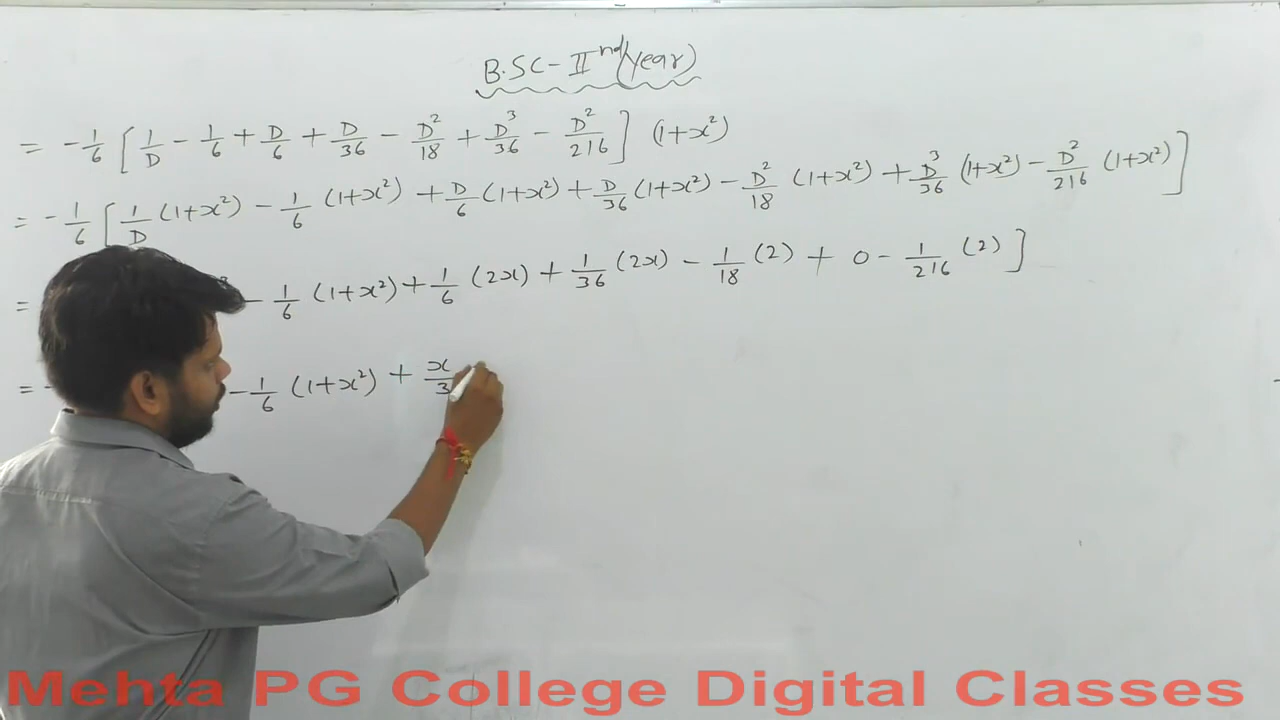 B.SC-IInd(Year)
= -1/6 [1/D - 1/6 + D/6 + D/36 - D²/18 + D³/36 - D²/216] (1+x²)
= -1/6 [1/D (1+x²) - 1/6 (1+x²) + D/6 (1+x²) + D/36 (1+x²) - D²/18 (1+x²) + D³/36 (1+x²) - D²/216 (1+x²)]
= - 1/6 (1+x²) + 1/6 (2x) + 1/36 (2x) - 1/18 (2) + 0 - 1/216 (2)]
= - 1/6 (1+x²) + x/3
Mehta PG College Digital Classes